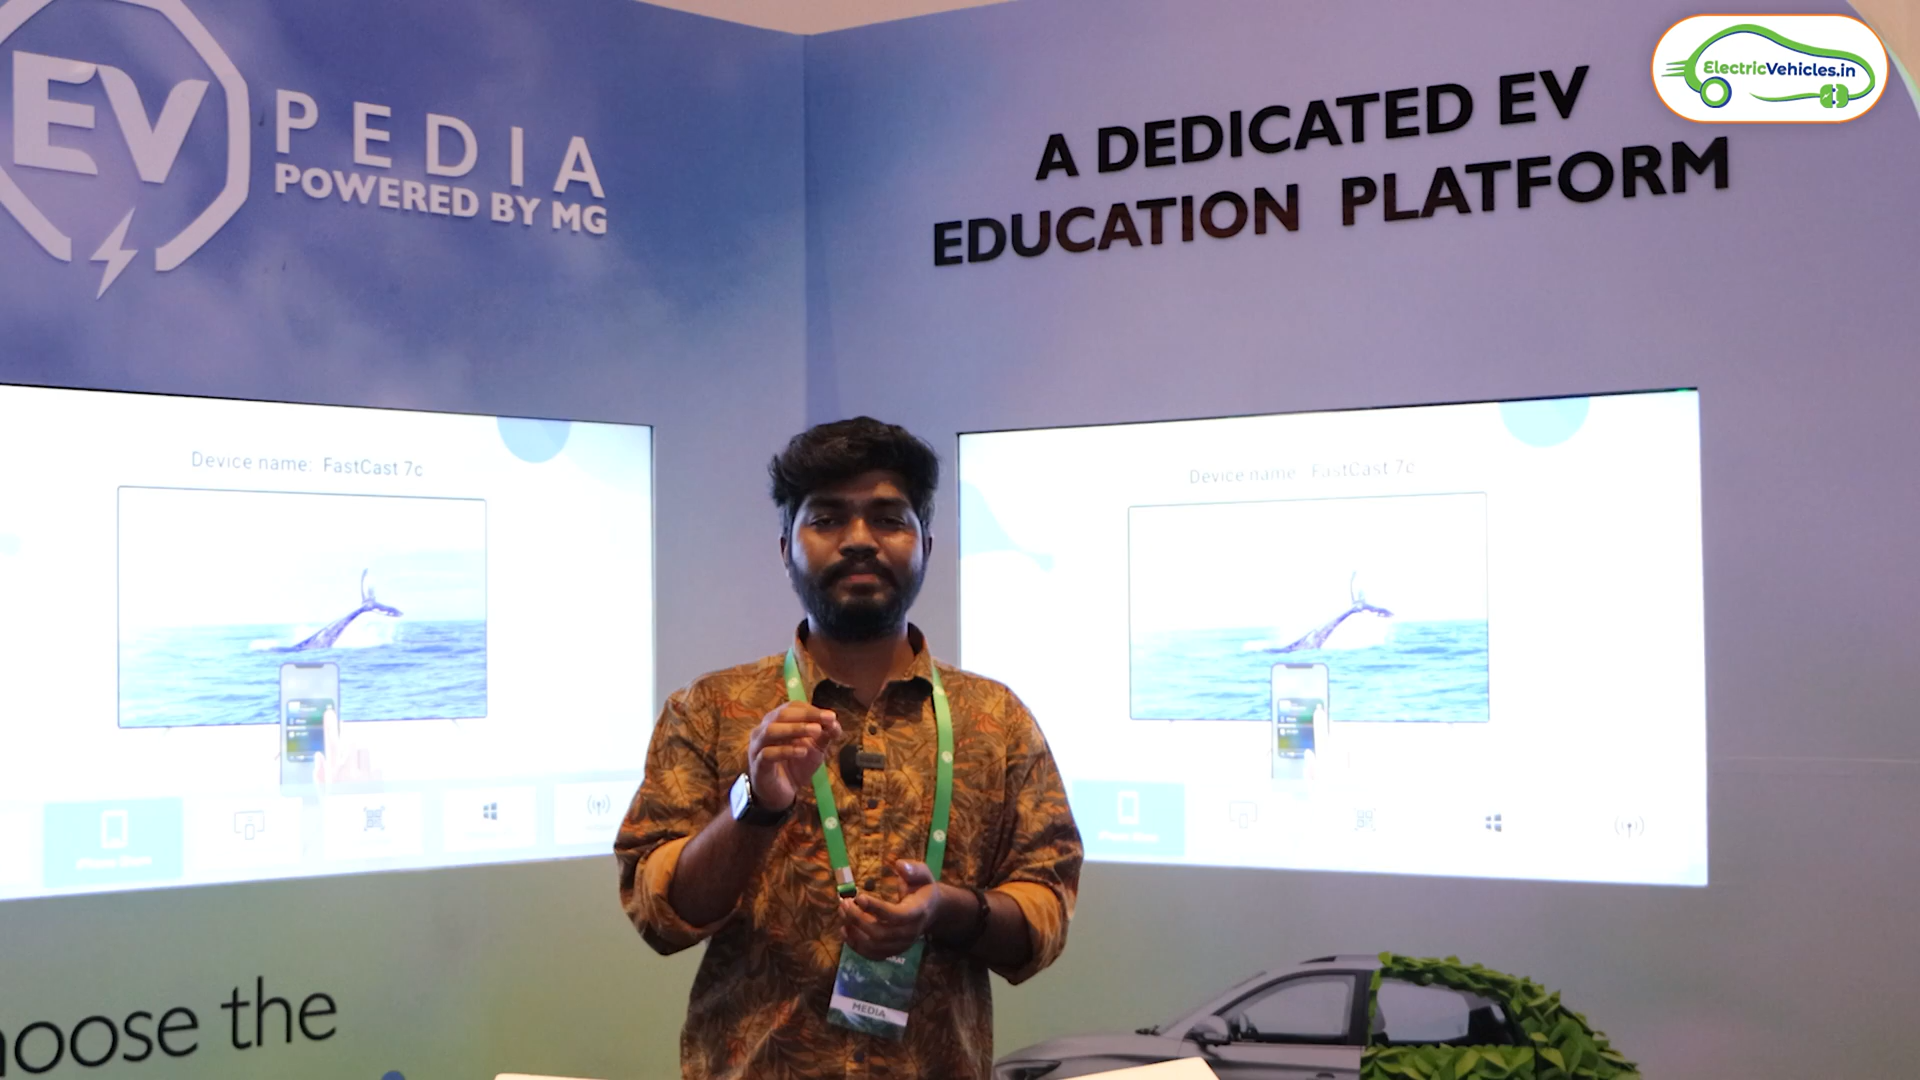 EV
PEDIA
POWERED BY MG
A DEDICATED EV
EDUCATION PLATFORM
ElectricVehicles.in
Device name: FastCast 7c
Device name FastCast 7c
MEDIA
hoose the